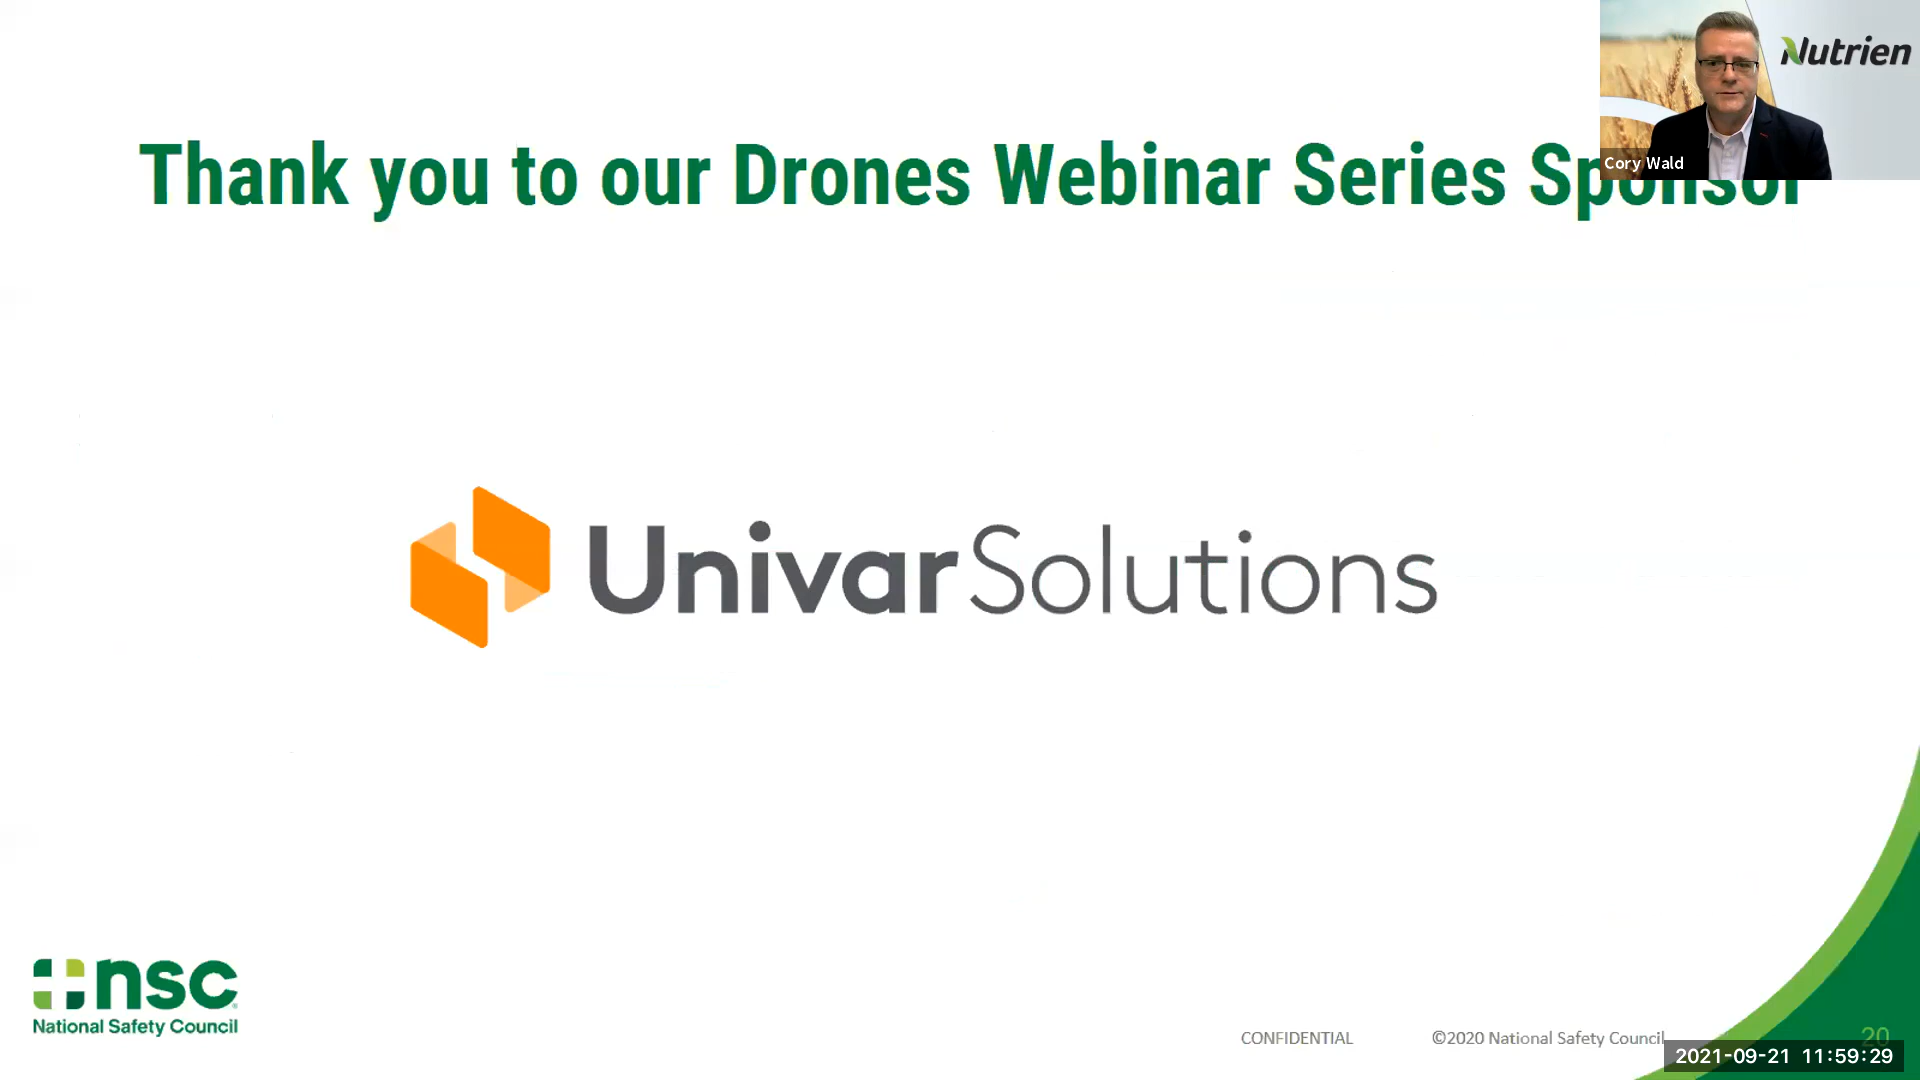 Nutrien
Cory Wald
Thank you to our Drones Webinar Series Sponsor
UnivarSolutions
nsc
National Safety Council
CONFIDENTIAL
©2020 National Safety Council
20
2021-09-21 11:59:29